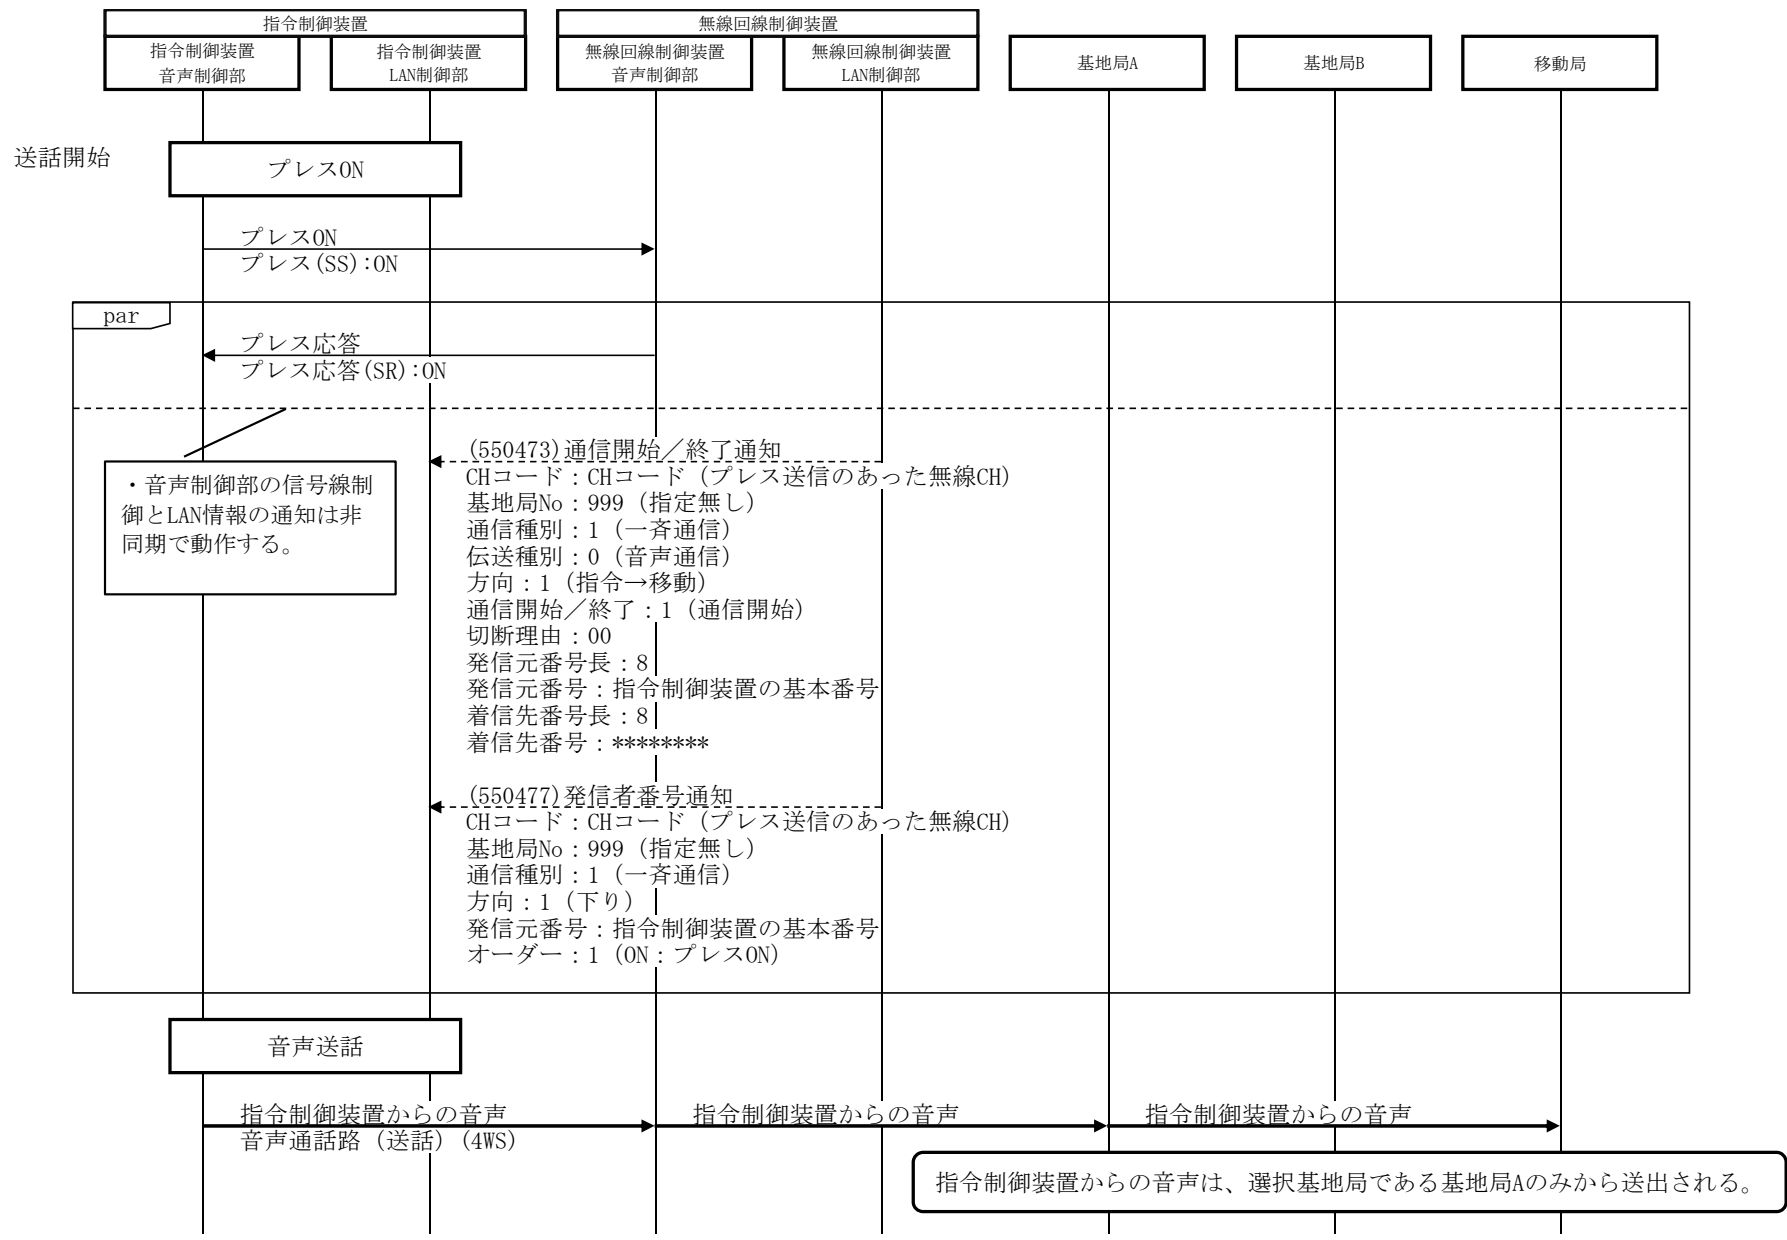 指令制御装置
無線回線制御装置
指令制御装置
音声制御部
指令制御装置
LAN制御部
無線回線制御装置
音声制御部
無線回線制御装置
LAN制御部
基地局A
基地局B
移動局
送話開始
プレスON
プレスON
プレス(SS):ON
par
プレス応答
プレス応答(SR):ON
・音声制御部の信号線制
御とLAN情報の通知は非
同期で動作する。
(550473)通信開始／終了通知
CHコード：CHコード（プレス送信のあった無線CH）
基地局No：999（指定無し）
通信種別：1（一斉通信）
伝送種別：0（音声通信）
方向：1（指令→移動）
通信開始／終了：1（通信開始）
切断理由：00
発信元番号長：8
発信元番号：指令制御装置の基本番号
着信先番号長：8
着信先番号：********
(550477)発信者番号通知
CHコード：CHコード（プレス送信のあった無線CH）
基地局No：999（指定無し）
通信種別：1（一斉通信）
方向：1（下り）
発信元番号：指令制御装置の基本番号
オーダー：1（ON：プレスON）
音声送話
指令制御装置からの音声
音声通話路（送話）(4WS)
指令制御装置からの音声
指令制御装置からの音声
指令制御装置からの音声は、選択基地局である基地局Aのみから送出される。